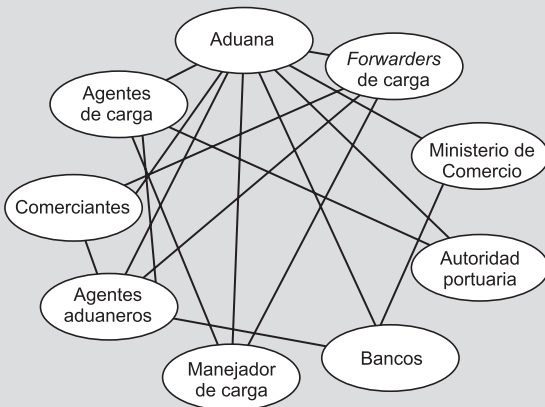 Aduana
Forwarders
de carga
Agentes
de carga
Ministerio de
Comercio
Comerciantes
Autoridad
portuaria
Agentes
aduaneros
Manejador
de carga
Bancos